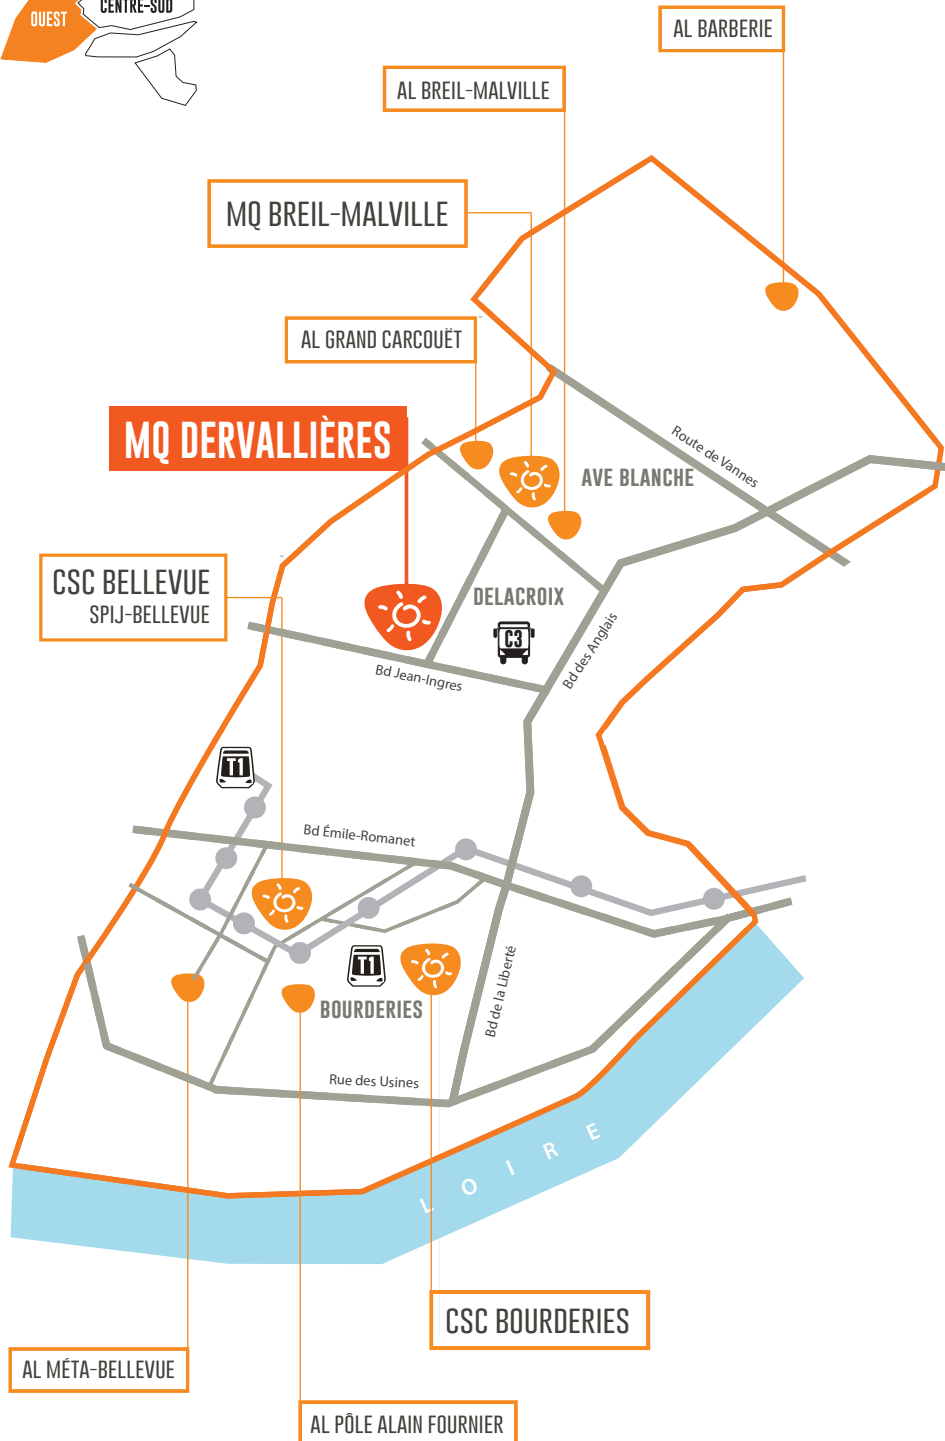 CENTRE-SUD
OUEST
AL BARBERIE
AL BREIL-MALVILLE
MQ BREIL-MALVILLE
AL GRAND CARCOUËT
MQ DERVALLIÈRES
Route de Vannes
AVE BLANCHE
CSC BELLEVUE
SPIJ-BELLEVUE
DELACROIX
C3
Bd des Anglais
Bd Jean-Ingres
T1
Bd Émile-Romanet
T1
BOURDERIES
Bd de la Liberté
Rue des Usines
LOIRE
CSC BOURDERIES
AL MÉTA-BELLEVUE
AL PÔLE ALAIN FOURNIER